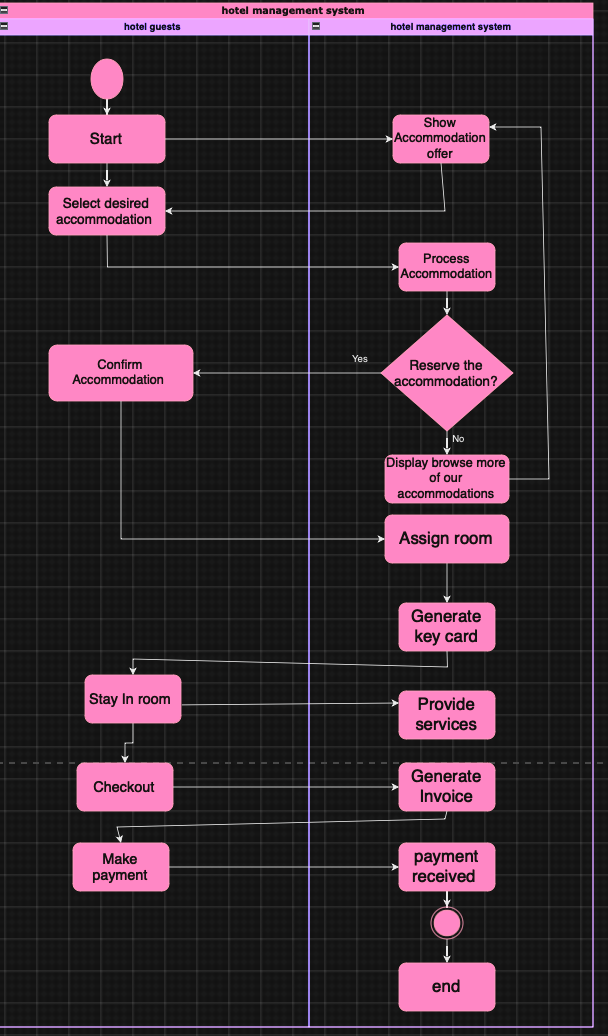 hotel management system
hotel guests
hotel management system
Start
Show
Accommodation
offer
Select desired
accommodation
Process
Accommodation
Confirm
Accommodation
Yes
Reserve the
accommodation?
No
Display browse more
of our
accommodations
Assign room
Generate
key card
Stay In room
Provide
services
Checkout
Generate
Invoice
Make
payment
payment
received
end